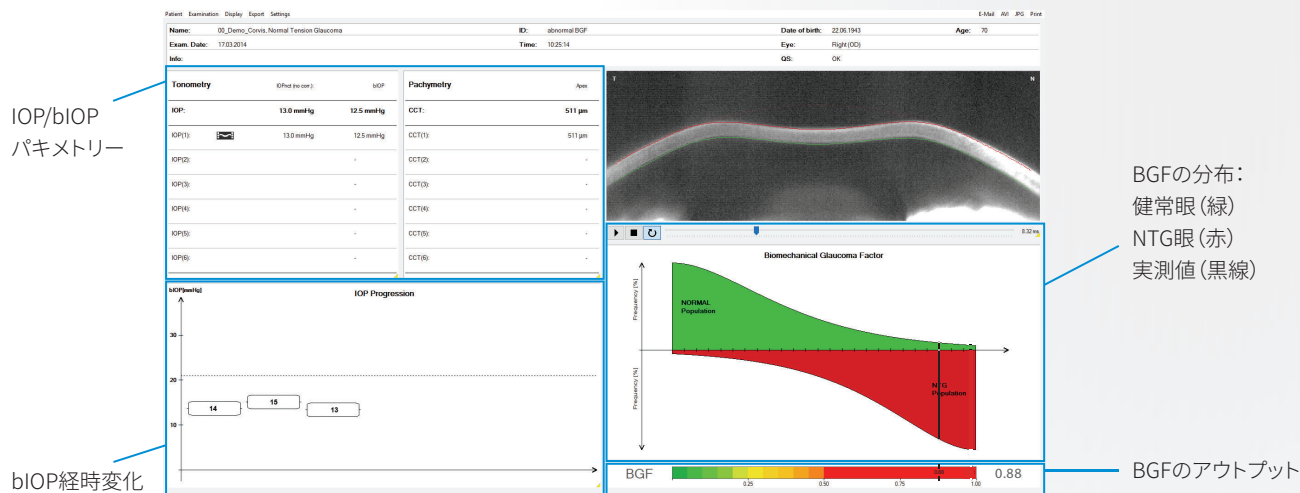 Patient Examination Display Export Settings
E-Mail AVI JPG Print
Name: 00_Demo_Corvis, Normal Tension Glaucoma ID: abnormal BGF Date of birth: 22.06.1943 Age: 70
Exam. Date: 17.03.2014 Time: 10:25:14 Eye: Right (OD)
Info: QS: OK
IOP/bIOP
パキメトリー
Tonometry IOPnct (no corr.): bIOP
IOP: 13.0 mmHg 12.5 mmHg
IOP(1): 13.0 mmHg 12.5 mmHg
IOP(2): -
IOP(3): -
IOP(4): -
IOP(5): -
IOP(6): -
Pachymetry Apex
CCT: 511 µm
CCT(1): 511 µm
CCT(2): -
CCT(3): -
CCT(4): -
CCT(5): -
CCT(6): -
T N
8.32 ms
BGFの分布：
健常眼（緑）
NTG眼（赤）
実測値（黒線）
Biomechanical Glaucoma Factor
Frequency [%]
NORMAL
Population
Frequency [%]
NTG
Population
bIOP[mmHg]
IOP Progression
30
20
10
14 15 13
bIOP経時変化
BGF 0.88
0.25 0.50 0.75 1.00
BGFのアウトプット